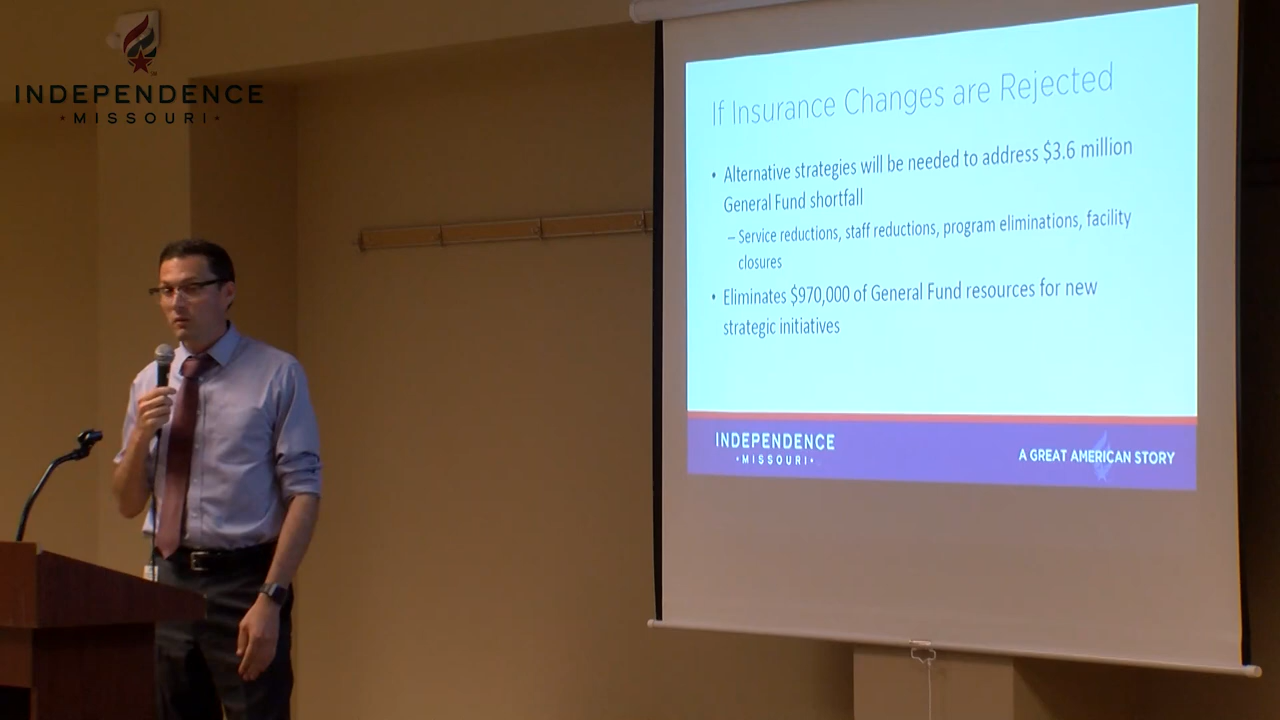 INDEPENDENCE
• MISSOURI •
If Insurance Changes are Rejected
• Alternative strategies will be needed to address $3.6 million
General Fund shortfall
– Service reductions, staff reductions, program eliminations, facility
closures
• Eliminates $970,000 of General Fund resources for new
strategic initiatives
INDEPENDENCE
• MISSOURI •
A GREAT AMERICAN STORY